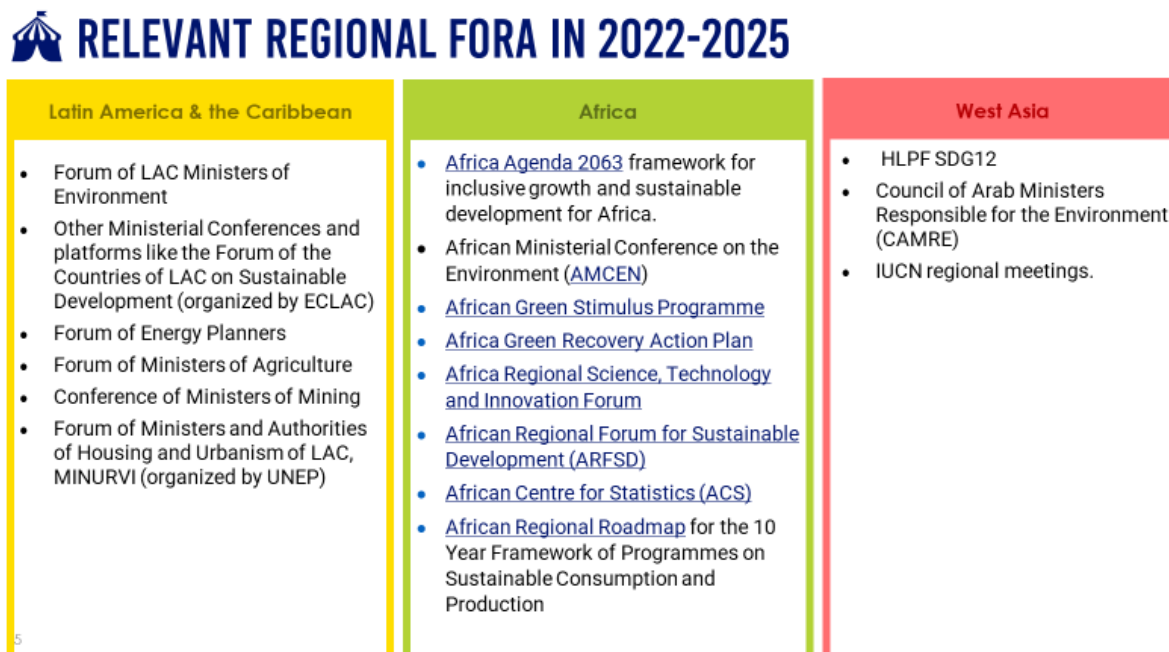 RELEVANT REGIONAL FORA IN 2022-2025
Latin America & the Caribbean
• Forum of LAC Ministers of
Environment
• Other Ministerial Conferences and
platforms like the Forum of the
Countries of LAC on Sustainable
Development (organized by ECLAC)
• Forum of Energy Planners
• Forum of Ministers of Agriculture
• Conference of Ministers of Mining
• Forum of Ministers and Authorities
of Housing and Urbanism of LAC,
MINURVI (organized by UNEP)
5
Africa
• Africa Agenda 2063 framework for
inclusive growth and sustainable
development for Africa.
• African Ministerial Conference on the
Environment (AMCEN)
• African Green Stimulus Programme
• Africa Green Recovery Action Plan
• Africa Regional Science, Technology
and Innovation Forum
• African Regional Forum for Sustainable
Development (ARFSD)
• African Centre for Statistics (ACS)
• African Regional Roadmap for the 10
Year Framework of Programmes on
Sustainable Consumption and
Production
West Asia
• HLPF SDG12
• Council of Arab Ministers
Responsible for the Environment
(CAMRE)
• IUCN regional meetings.